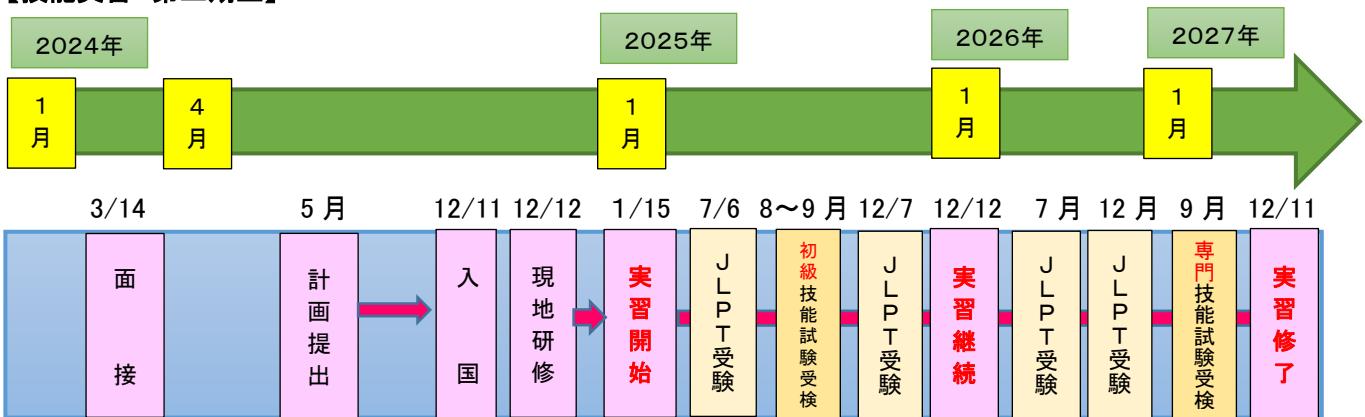 2024年
2025年
2026年
2027年
1月
4月
1月
1月
1月
3/14
5月
12/11
12/12
1/15
7/6
8～9月
12/7
12/12
7月
12月
9月
12/11
面接
計画提出
入国
現地研修
実習開始
JLPT受験
初級技能試験受検
JLPT受験
実習継続
JLPT受験
JLPT受験
専門技能試験受検
実習修了